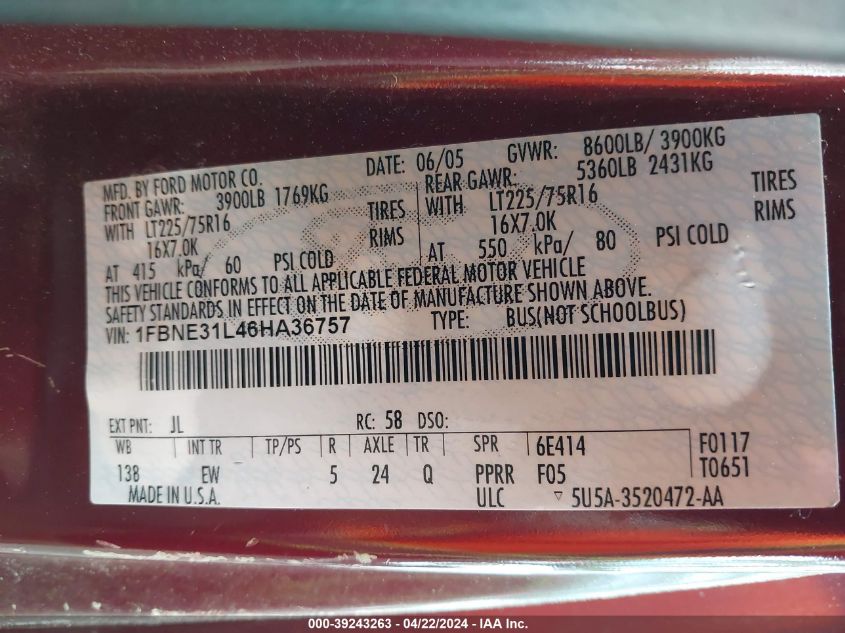 MFD. BY FORD MOTOR CO. DATE: 06/05 GVWR: 8600LB/ 3900KG
FRONT GAWR: 3900LB 1769KG REAR GAWR: 5360LB 2431KG
WITH LT225/75R16 TIRES WITH LT225/75R16 TIRES
16X7.0K RIMS 16X7.0K RIMS
AT 415 kPa/ 60 PSI COLD AT 550 kPa/ 80 PSI COLD
THIS VEHICLE CONFORMS TO ALL APPLICABLE FEDERAL MOTOR VEHICLE
SAFETY STANDARDS IN EFFECT ON THE DATE OF MANUFACTURE SHOWN ABOVE.
VIN: 1FBNE31L46HA36757 TYPE: BUS(NOT SCHOOLBUS)
EXT PNT: JL RC: 58 DSO:
WB INT TR TP/PS R AXLE TR SPR 6E414 F0117
138 EW 5 24 Q PPRR F05 T0651
MADE IN U.S.A. ULC ▽ 5U5A-3520472-AA
000-39243263 - 04/22/2024 - IAA Inc.